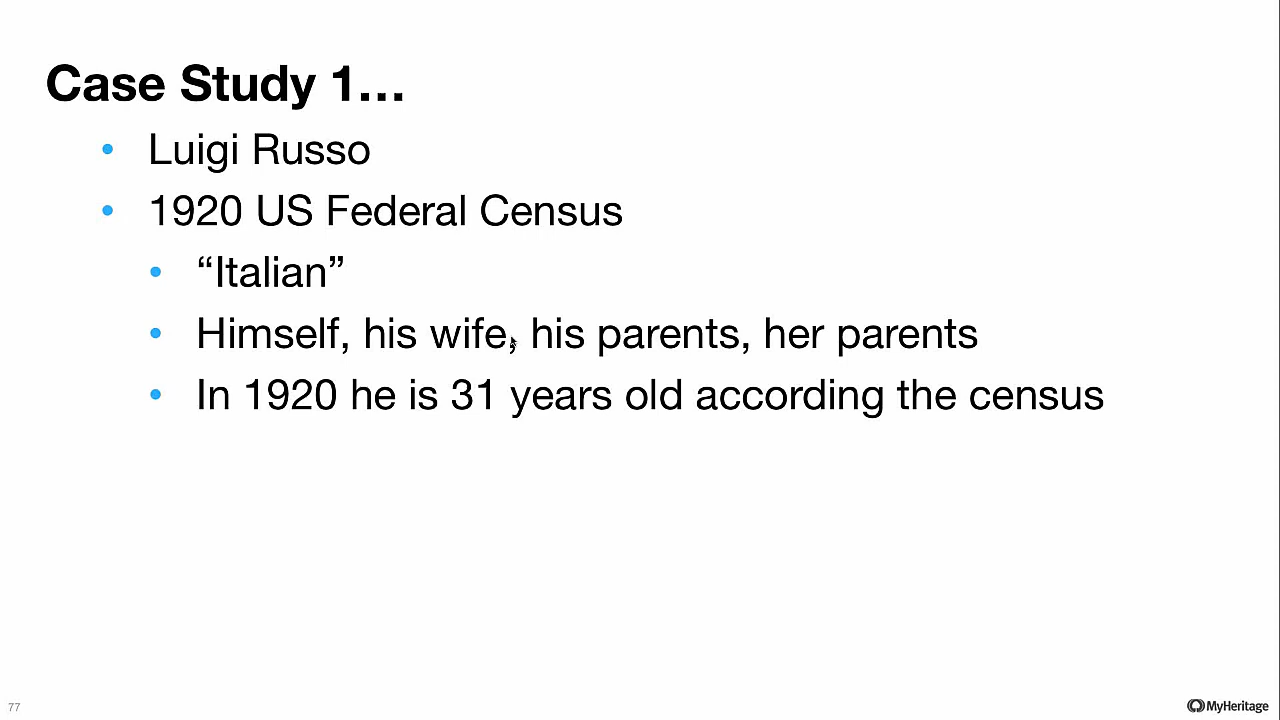 Case Study 1…
• Luigi Russo
• 1920 US Federal Census
• “Italian”
• Himself, his wife, his parents, her parents
• In 1920 he is 31 years old according the census
77
MyHeritage